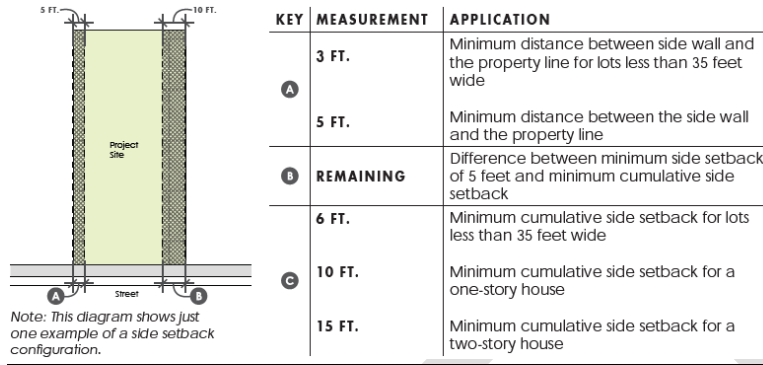 5 FT.
10 FT.
Project
Site
A
B
Street
Note: This diagram shows just
one example of a side setback
configuration.
KEY MEASUREMENT APPLICATION
A
3 FT.
Minimum distance between side wall and
the property line for lots less than 35 feet
wide
5 FT.
Minimum distance between the side wall
and the property line
B
REMAINING
Difference between minimum side setback
of 5 feet and minimum cumulative side
setback
C
6 FT.
Minimum cumulative side setback for lots
less than 35 feet wide
10 FT.
Minimum cumulative side setback for a
one-story house
15 FT.
Minimum cumulative side setback for a
two-story house